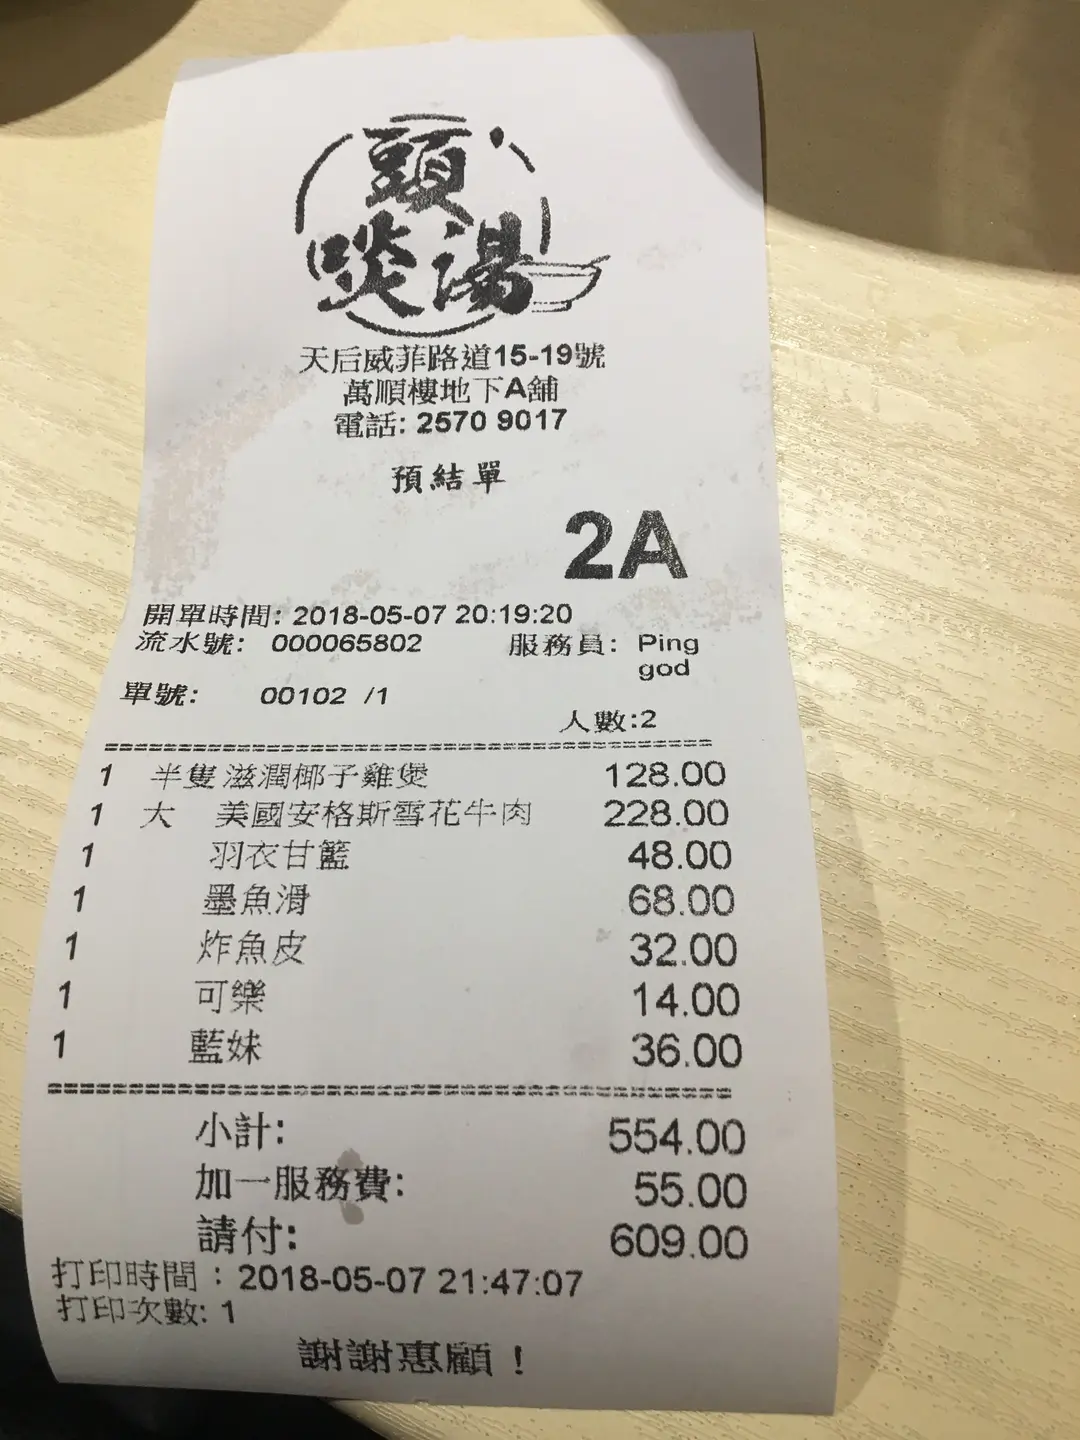 頭啖湯
天后威菲路道15-19號
萬順樓地下A舖
電話: 2570 9017
預結單
2A
開單時間: 2018-05-07 20:19:20
流水號: 000065802 服務員: Ping god
單號: 00102 /1
人數:2
1 半隻滋潤椰子雞煲 128.00
1 大 美國安格斯雪花牛肉 228.00
1 羽衣甘籃 48.00
1 墨魚滑 68.00
1 炸魚皮 32.00
1 可樂 14.00
1 藍妹 36.00
小計: 554.00
加一服務費: 55.00
請付: 609.00
打印時間：2018-05-07 21:47:07
打印次數: 1
謝謝惠顧！